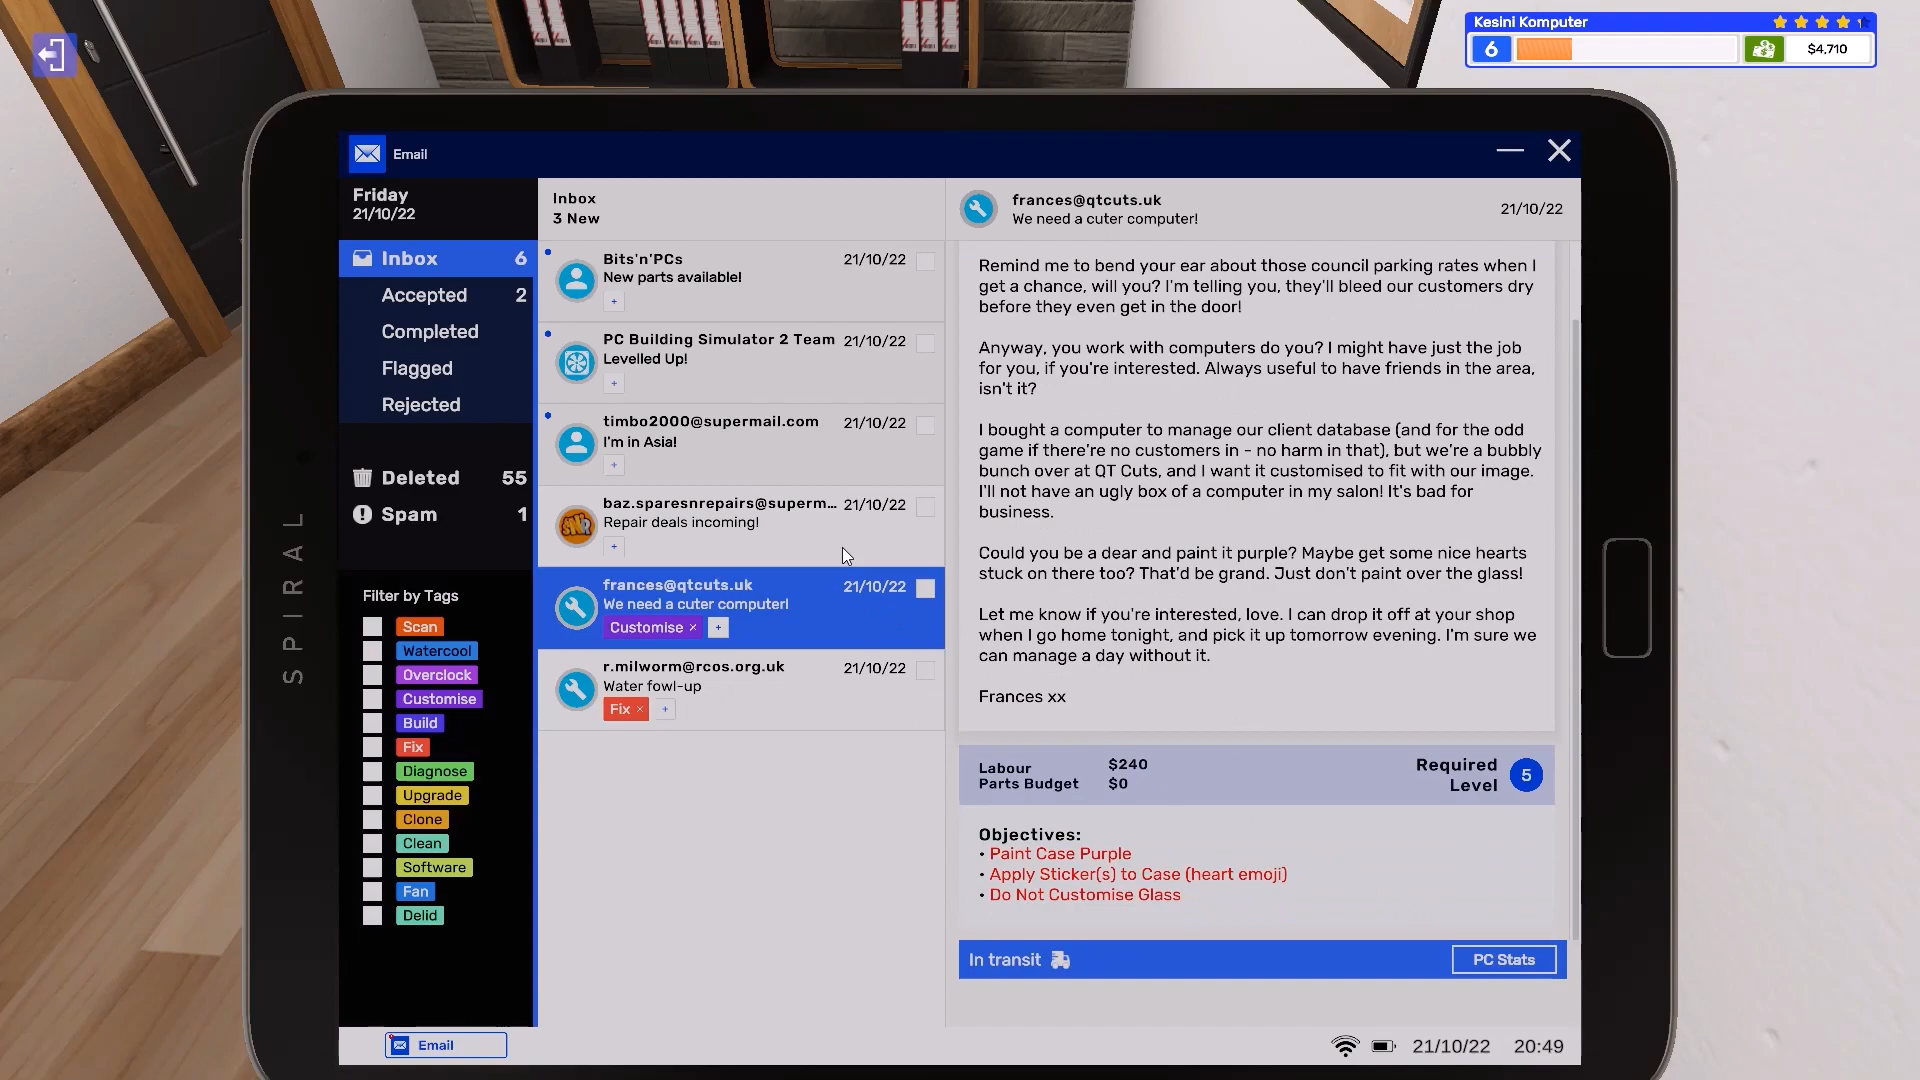 Kesini Komputer
6
$4,710
Email
Friday
21/10/22
Inbox 6
Accepted 2
Completed
Flagged
Rejected
Deleted 55
Spam 1
Filter by Tags
Scan
Watercool
Overclock
Customise
Build
Fix
Diagnose
Upgrade
Clone
Clean
Software
Fan
Delid
Inbox
3 New
Bits'n'PCs 21/10/22
New parts available!
+
PC Building Simulator 2 Team 21/10/22
Levelled Up!
+
timbo2000@supermail.com 21/10/22
I'm in Asia!
+
baz.sparesnrepairs@superm... 21/10/22
Repair deals incoming!
+
SNR
frances@qtcuts.uk 21/10/22
We need a cuter computer!
Customise × +
r.milworm@rcos.org.uk 21/10/22
Water fowl-up
Fix × +
frances@qtcuts.uk
We need a cuter computer!
21/10/22
Remind me to bend your ear about those council parking rates when I
get a chance, will you? I'm telling you, they'll bleed our customers dry
before they even get in the door!
Anyway, you work with computers do you? I might have just the job
for you, if you're interested. Always useful to have friends in the area,
isn't it?
I bought a computer to manage our client database (and for the odd
game if there're no customers in - no harm in that), but we're a bubbly
bunch over at QT Cuts, and I want it customised to fit with our image.
I'll not have an ugly box of a computer in my salon! It's bad for
business.
Could you be a dear and paint it purple? Maybe get some nice hearts
stuck on there too? That'd be grand. Just don't paint over the glass!
Let me know if you're interested, love. I can drop it off at your shop
when I go home tonight, and pick it up tomorrow evening. I'm sure we
can manage a day without it.
Frances xx
Labour $240
Parts Budget $0
Required
Level 5
Objectives:
• Paint Case Purple
• Apply Sticker(s) to Case (heart emoji)
• Do Not Customise Glass
In transit
PC Stats
Email
21/10/22 20:49
SPIRAL